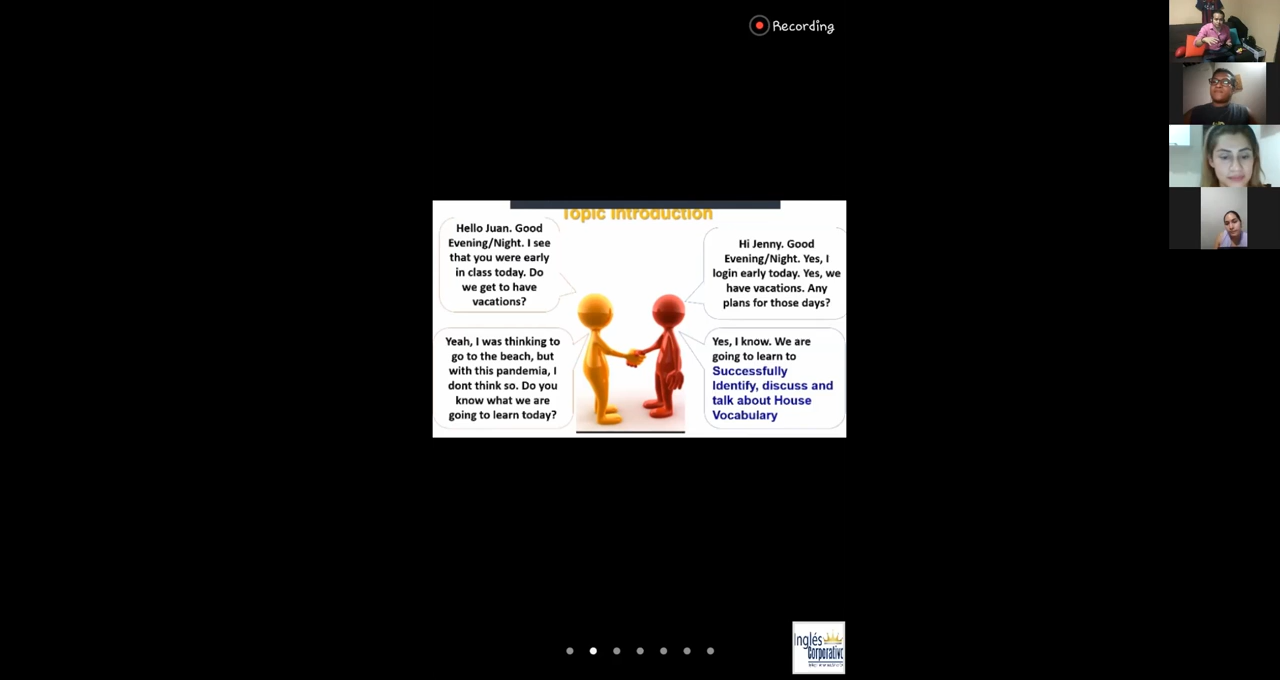 Recording
Topic Introduction
Hello Juan. Good
Evening/Night. I see
that you were early
in class today. Do
we get to have
vacations?
Hi Jenny. Good
Evening/Night. Yes, I
login early today. Yes, we
have vacations. Any
plans for those days?
Yeah, I was thinking to
go to the beach, but
with this pandemia, I
dont think so. Do you
know what we are
going to learn today?
Yes, I know. We are
going to learn to
Successfully
Identify, discuss and
talk about House
Vocabulary
Inglés
Corporativo